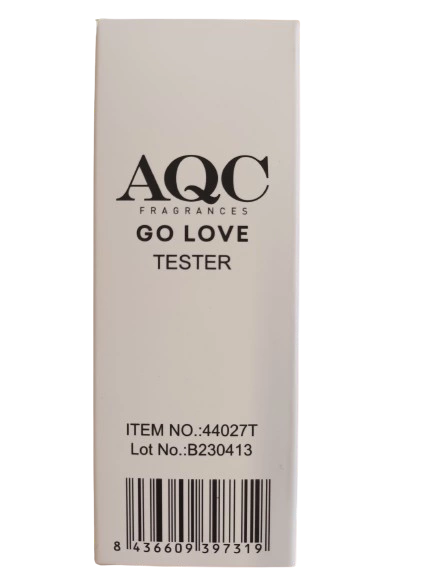 AQC
FRAGRANCES
GO LOVE
TESTER
ITEM NO.:44027T
Lot No.:B230413
8 436609 397319